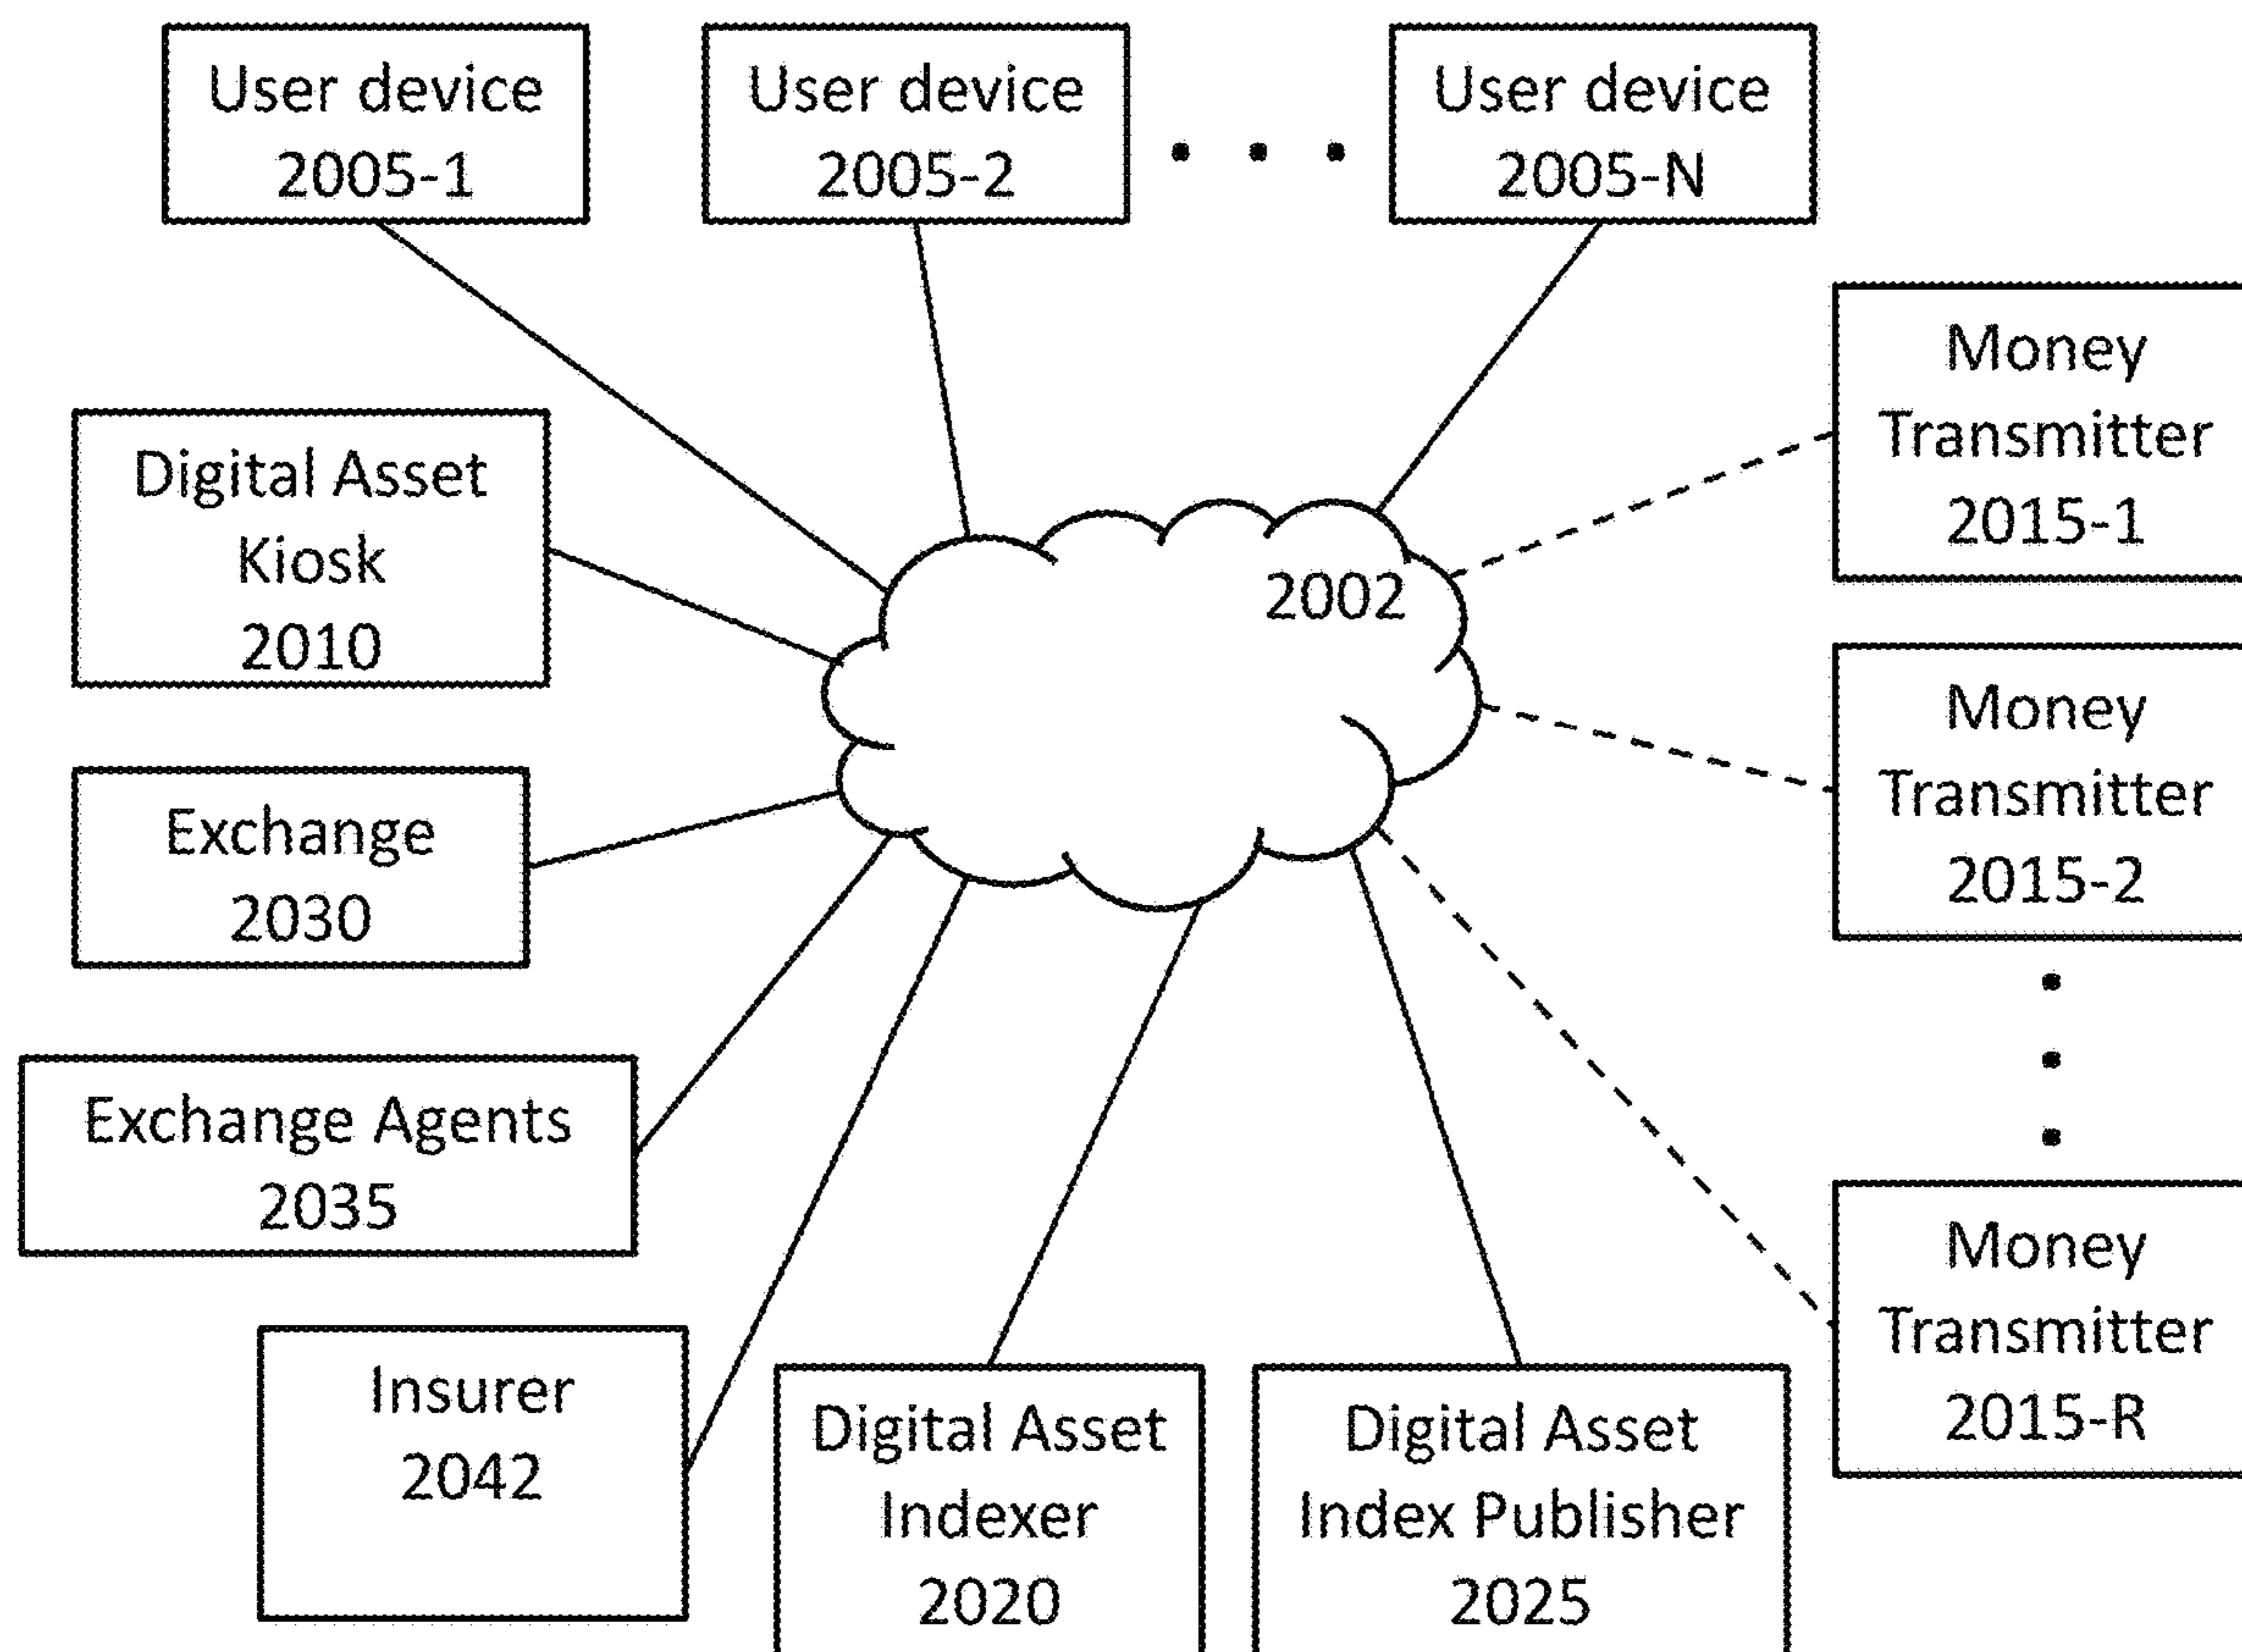 User device
2005-1
User device
2005-2
User device
2005-N
Money
Transmitter
2015-1
Digital Asset
Kiosk
2010
2002
Money
Transmitter
2015-2
Exchange
2030
Exchange Agents
2035
Money
Transmitter
2015-R
Insurer
2042
Digital Asset
Indexer
2020
Digital Asset
Index Publisher
2025